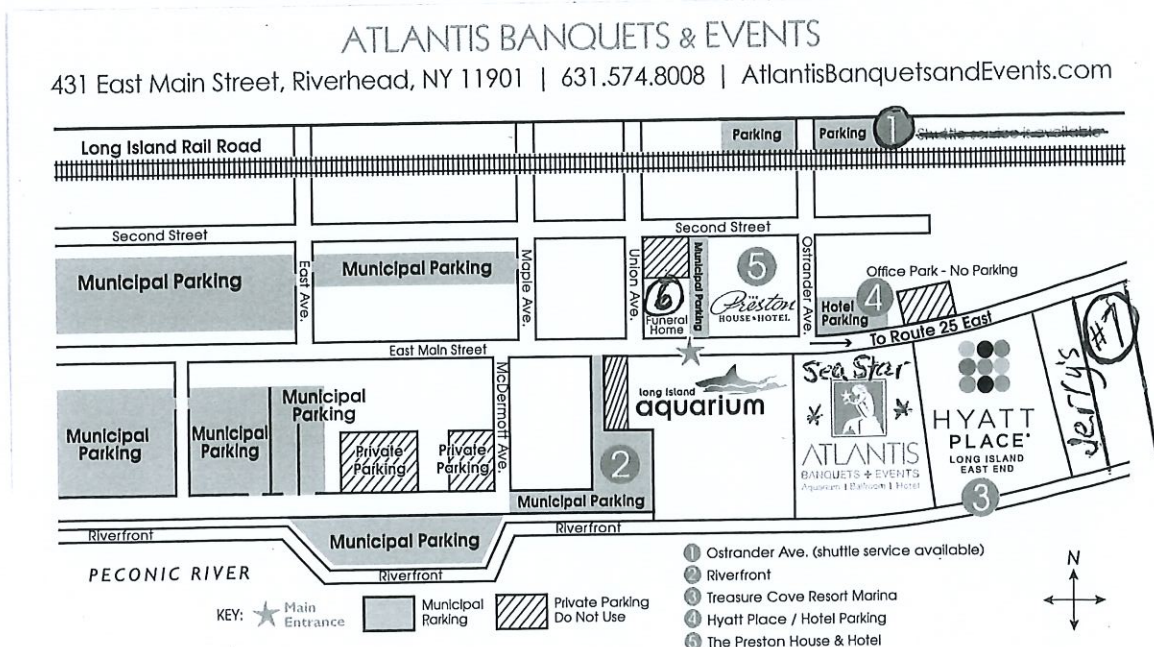 ATLANTIS BANQUETS & EVENTS
431 East Main Street, Riverhead, NY 11901 | 631.574.8008 | AtlantisBanquetsandEvents.com
Long Island Rail Road
Parking
Parking
1
Shuttle service is available
Second Street
Second Street
Municipal Parking
East Ave.
Municipal Parking
Maple Ave.
Union Ave.
6
Funeral
Home
Municipal Parking
5
THE
Preston
HOUSE & HOTEL
Ostrander Ave.
Office Park - No Parking
Hotel
Parking
4
To Route 25 East
East Main Street
McDermott Ave.
Municipal
Parking
Municipal
Parking
Municipal
Parking
Private
Parking
Private
Parking
2
Municipal Parking
long island
aquarium
Sea Star
ATLANTIS
BANQUETS + EVENTS
Aquarium | Ballroom | Hotel
HYATT
PLACE
LONG ISLAND
EAST END
3
Jerry's
#7
Riverfront
Municipal Parking
Riverfront
Riverfront
PECONIC RIVER
KEY:
Main
Entrance
Municipal
Rarking
Private Parking
Do Not Use
1 Ostrander Ave. (shuttle service available)
2 Riverfront
3 Treasure Cove Resort Marina
4 Hyatt Place / Hotel Parking
5 The Preston House & Hotel
N